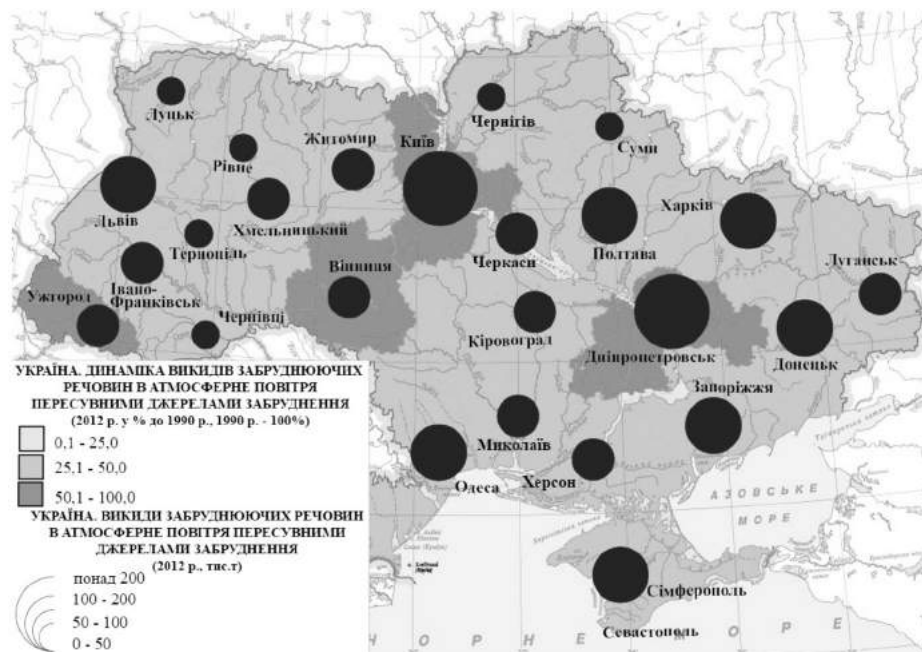 Луцьк
Рівне
Житомир
Київ
Чернігів
Суми
Львів
Хмельницький
Тернопіль
Івано-
Франківськ
Ужгород
Чернівці
Вінниця
Черкаси
Полтава
Харків
Луганськ
Кіровоград
Дніпропетровськ
Донецьк
Запоріжжя
Миколаїв
Одеса
Херсон
АЗОВСЬКЕ
МОРЕ
Сімферополь
Севастополь
ЧОРНЕ МОРЕ
УКРАЇНА. ДИНАМІКА ВИКИДІВ ЗАБРУДНЮЮЧИХ
РЕЧОВИН В АТМОСФЕРНЕ ПОВІТРЯ
ПЕРЕСУВНИМИ ДЖЕРЕЛАМИ ЗАБРУДНЕННЯ
(2012 р. у % до 1990 р., 1990 р. - 100%)
0,1 - 25,0
25,1 - 50,0
50,1 - 100,0
УКРАЇНА. ВИКИДИ ЗАБРУДНЮЮЧИХ РЕЧОВИН
В АТМОСФЕРНЕ ПОВІТРЯ ПЕРЕСУВНИМИ
ДЖЕРЕЛАМИ ЗАБРУДНЕННЯ
(2012 р., тис.т)
понад 200
100 - 200
50 - 100
0 - 50